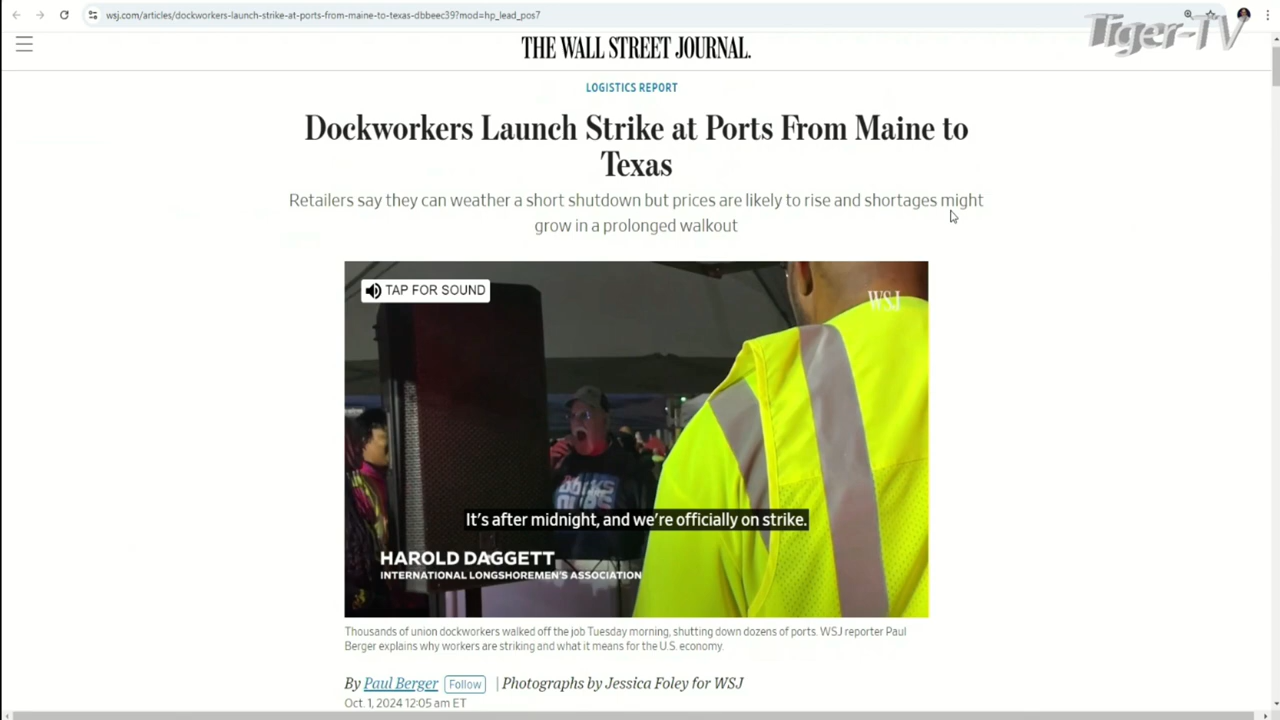 wsj.com/articles/dockworkers-launch-strike-at-ports-from-maine-to-texas-dbbeec39?mod=hp_lead_pos7
Tiger-TV
THE WALL STREET JOURNAL.
LOGISTICS REPORT
Dockworkers Launch Strike at Ports From Maine to
Texas
Retailers say they can weather a short shutdown but prices are likely to rise and shortages might
grow in a prolonged walkout
TAP FOR SOUND
WSJ
It's after midnight, and we're officially on strike.
HAROLD DAGGETT
INTERNATIONAL LONGSHOREMEN'S ASSOCIATION
Thousands of union dockworkers walked off the job Tuesday morning, shutting down dozens of ports. WSJ reporter Paul
Berger explains why workers are striking and what it means for the U.S. economy.
By Paul Berger Follow | Photographs by Jessica Foley for WSJ
Oct. 1, 2024 12:05 am ET